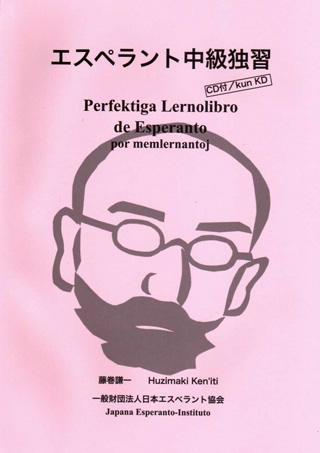 エスペラント中級独習
CD付／kun KD
Perfektiga Lernolibro
de Esperanto
por memlernantoj
藤巻謙一 Huzimaki Ken'iti
一般財団法人日本エスペラント協会
Japana Esperanto-Instituto